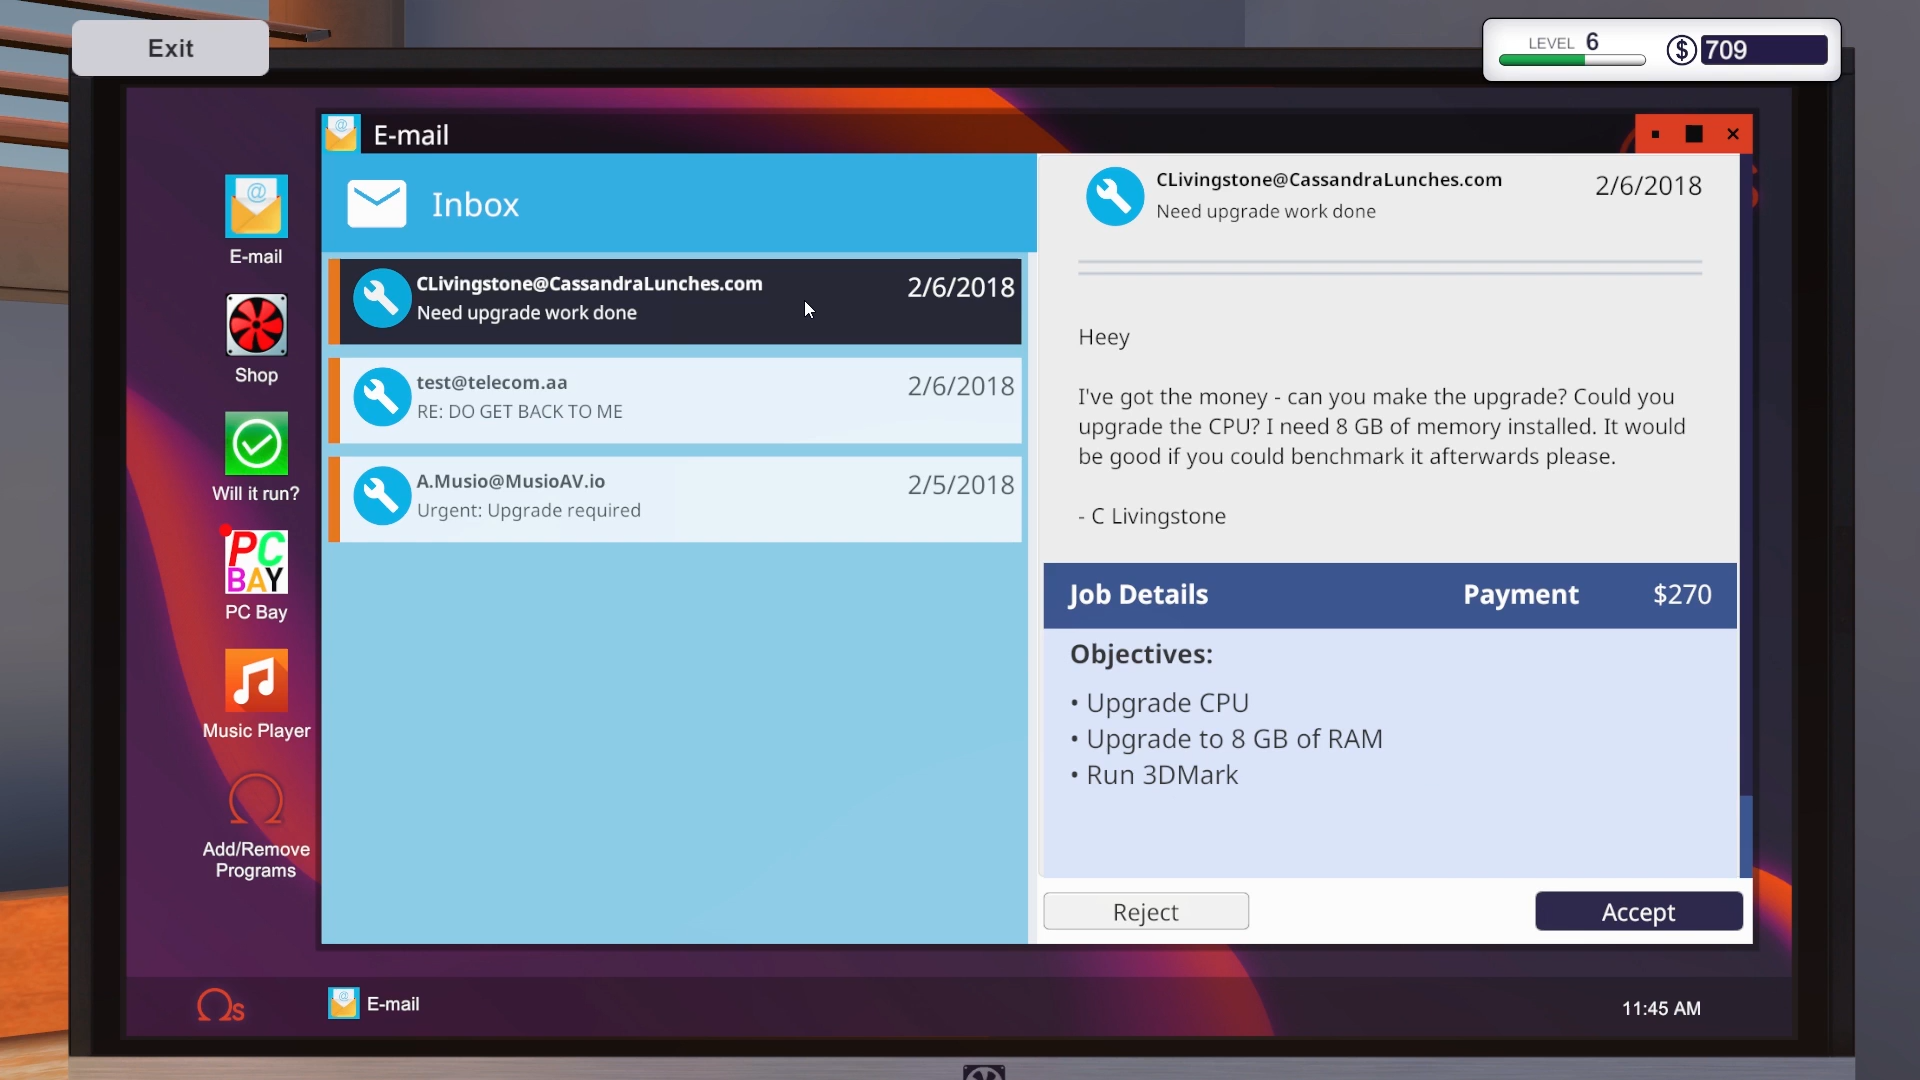 Exit
LEVEL 6
$ 709
E-mail
Inbox
CLivingstone@CassandraLunches.com
2/6/2018
Need upgrade work done
test@telecom.aa
2/6/2018
RE: DO GET BACK TO ME
A.Musio@MusioAV.io
2/5/2018
Urgent: Upgrade required
CLivingstone@CassandraLunches.com
2/6/2018
Need upgrade work done
Heey
I've got the money - can you make the upgrade? Could you
upgrade the CPU? I need 8 GB of memory installed. It would
be good if you could benchmark it afterwards please.
- C Livingstone
Job Details Payment $270
Objectives:
• Upgrade CPU
• Upgrade to 8 GB of RAM
• Run 3DMark
Reject
Accept
E-mail
Shop
Will it run?
PC
BAY
PC Bay
Music Player
Ω
Add/Remove
Programs
Ωs
E-mail
11:45 AM